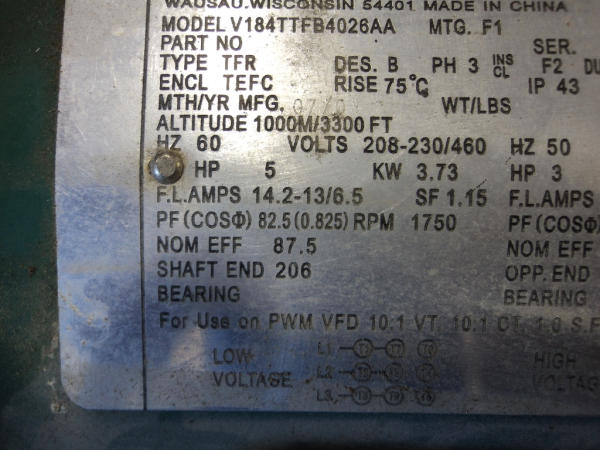 WAUSAU, WISCONSIN 54401 MADE IN CHINA
MODEL V184TTFB4026AA MTG. F1
PART NO SER.
TYPE TFR DES. B PH 3 INS CL F2 DU
ENCL TEFC RISE 75°C IP 43
MTH/YR MFG. WT/LBS
ALTITUDE 1000M/3300 FT
HZ 60 VOLTS 208-230/460 HZ 50
HP 5 KW 3.73 HP 3
F.L.AMPS 14.2-13/6.5 SF 1.15 F.L.AMPS
PF(COSΦ) 82.5(0.825) RPM 1750 PF(COSΦ)
NOM EFF 87.5 NOM EFF
SHAFT END 206 OPP. END
BEARING BEARING
For Use on PWM VFD 10:1 VT, 10:1 CT, 1.0 S.F
LOW VOLTAGE HIGH VOLTAG
L1
L2
L3